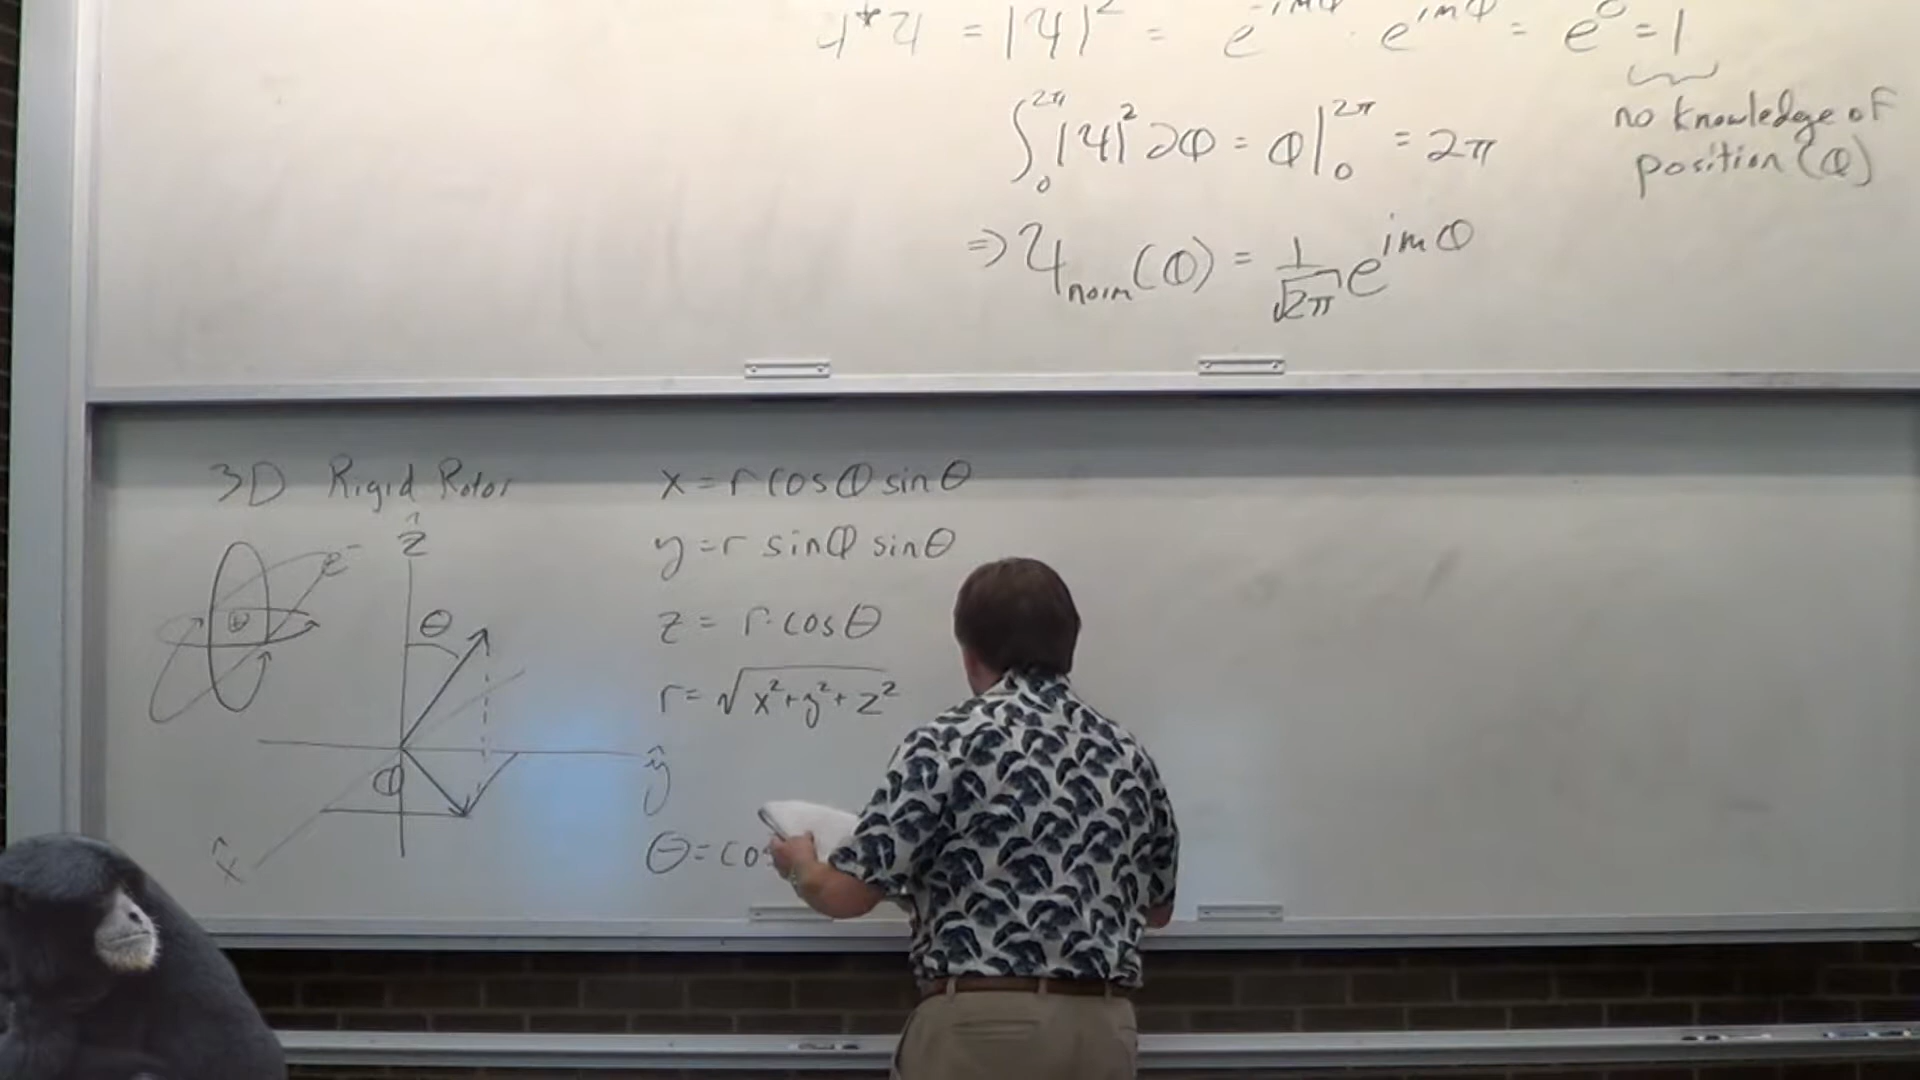 ψ*ψ = |ψ|² = e^{-imφ} · e^{imφ} = e⁰ = 1
no knowledge of
position (φ)
∫₀^{2π} |ψ|² ∂φ = φ|₀^{2π} = 2π
⇒ ψ_norm(φ) = 1/√2π e^{imφ}
3D Rigid Rotor
e⁻
ẑ
θ
φ
ŷ
x̂
x = r cosφ sinθ
y = r sinφ sinθ
z = r·cosθ
r = √x²+y²+z²
θ = cos